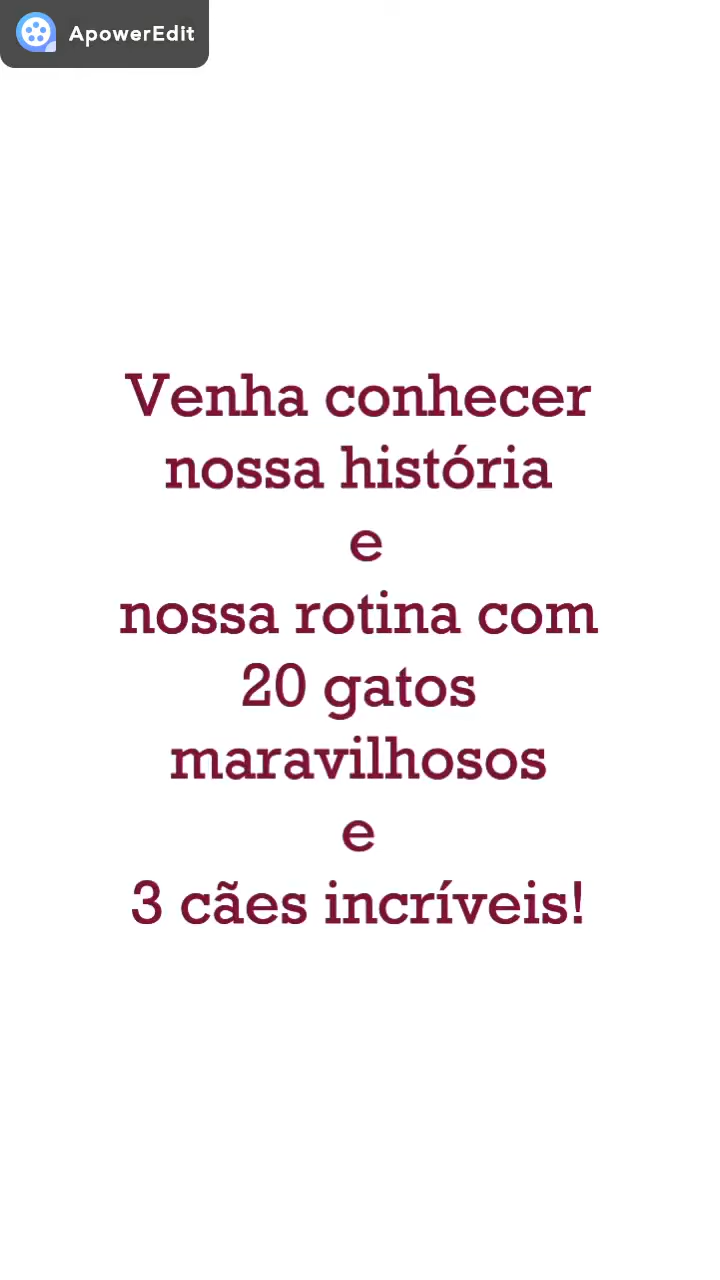 ApowerEdit
Venha conhecer
nossa história
e
nossa rotina com
20 gatos
maravilhosos
e
3 cães incríveis!